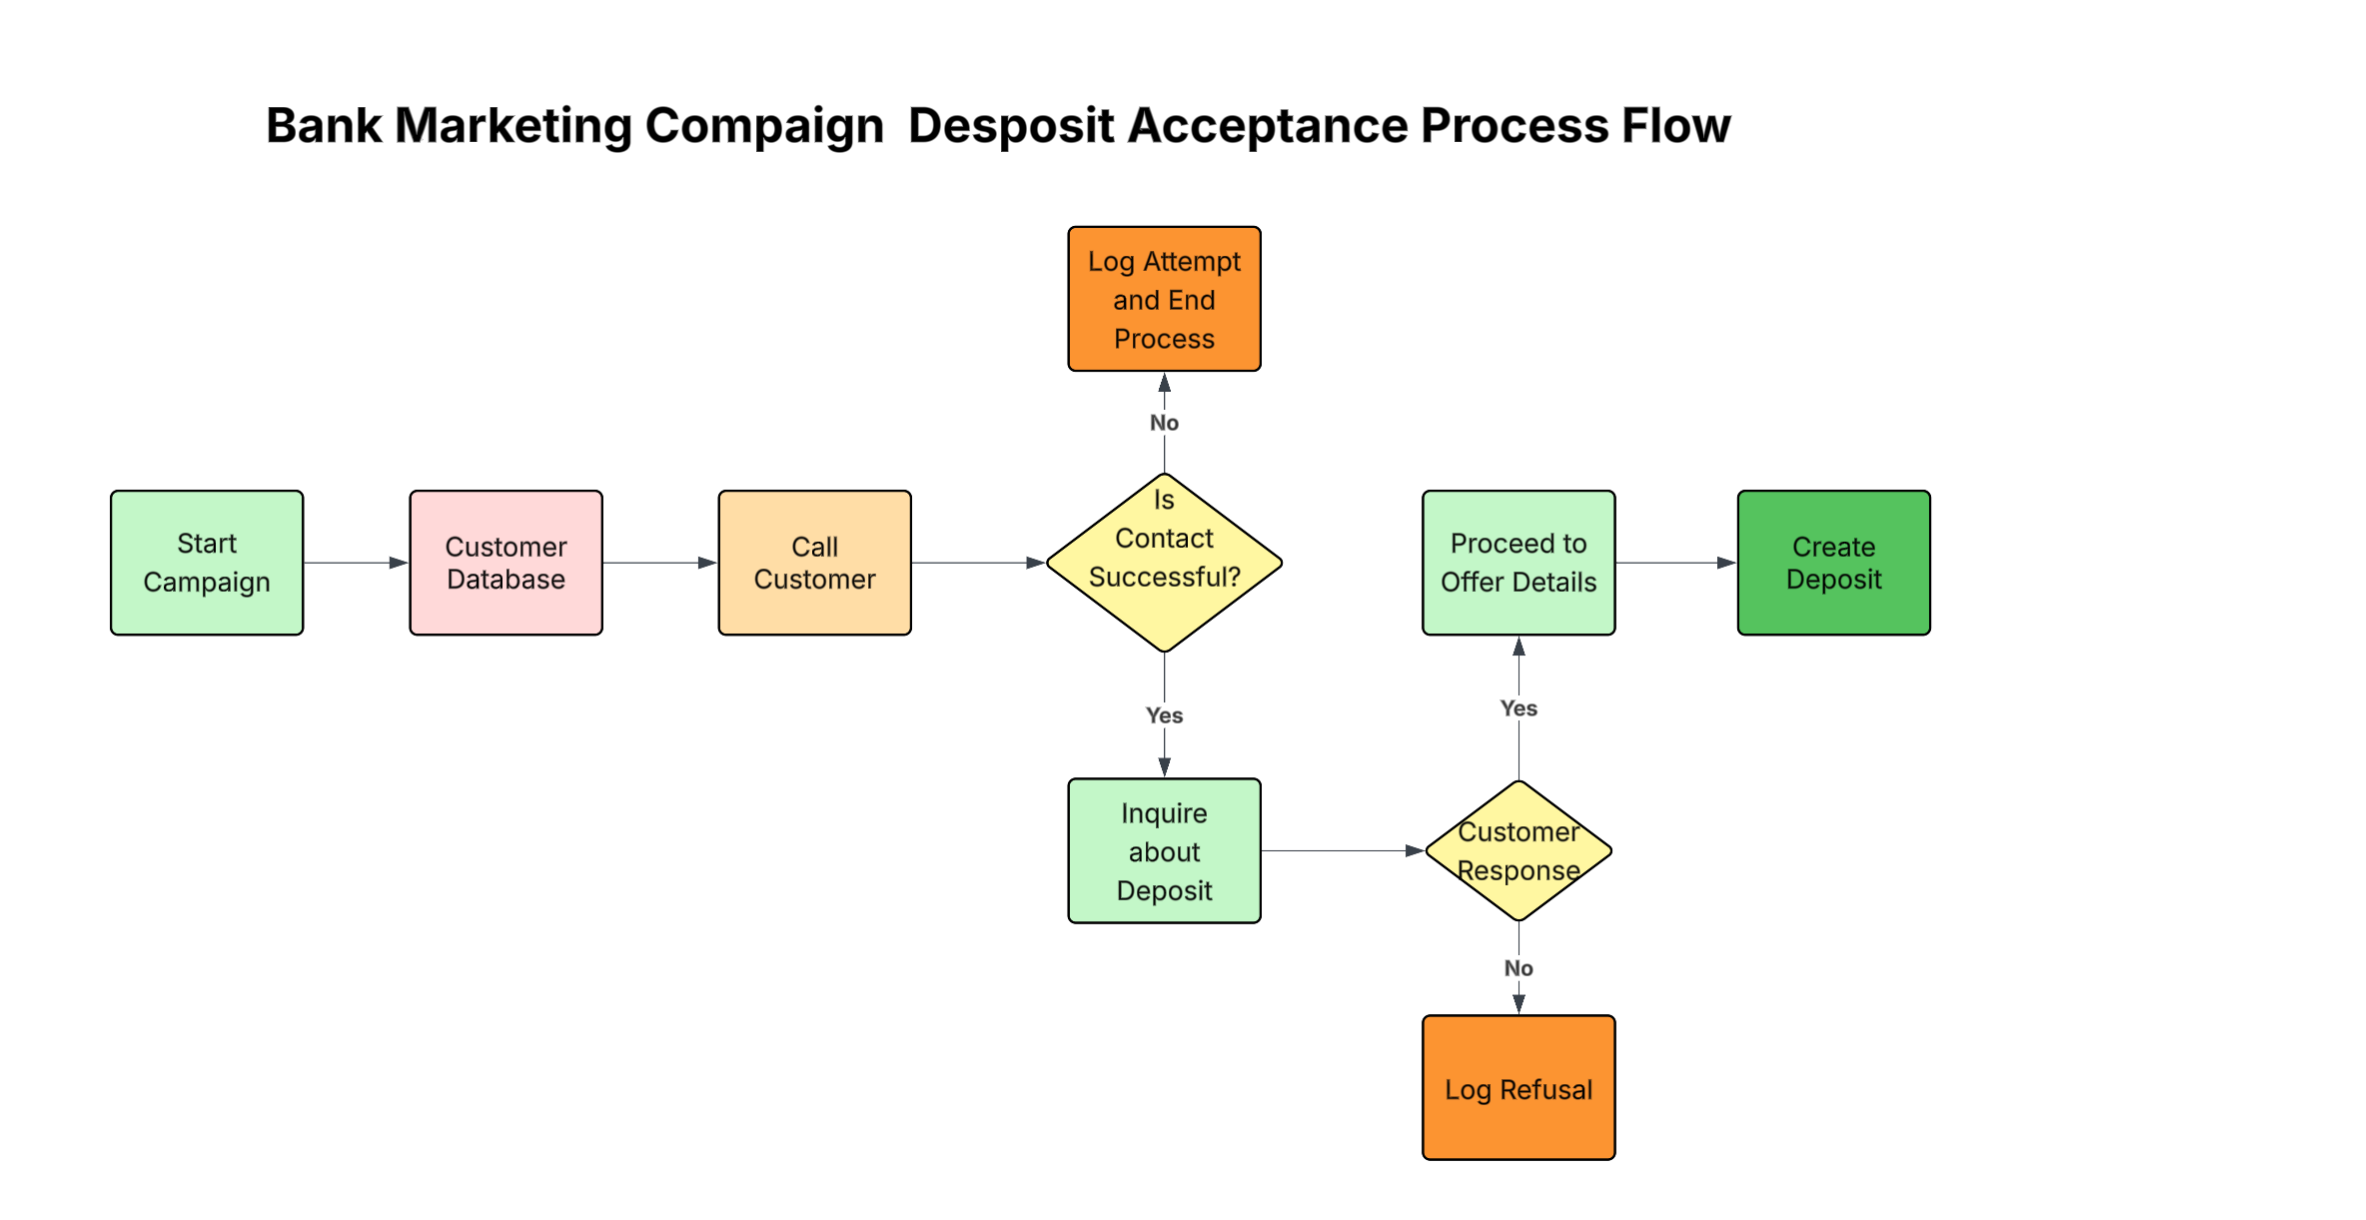 Bank Marketing Compaign  Desposit Acceptance Process Flow
Log Attempt
and End
Process
No
Start
Campaign
Customer
Database
Call
Customer
Is
Contact
Successful?
Proceed to
Offer Details
Create
Deposit
Yes
Yes
Inquire
about
Deposit
Customer
Response
No
Log Refusal